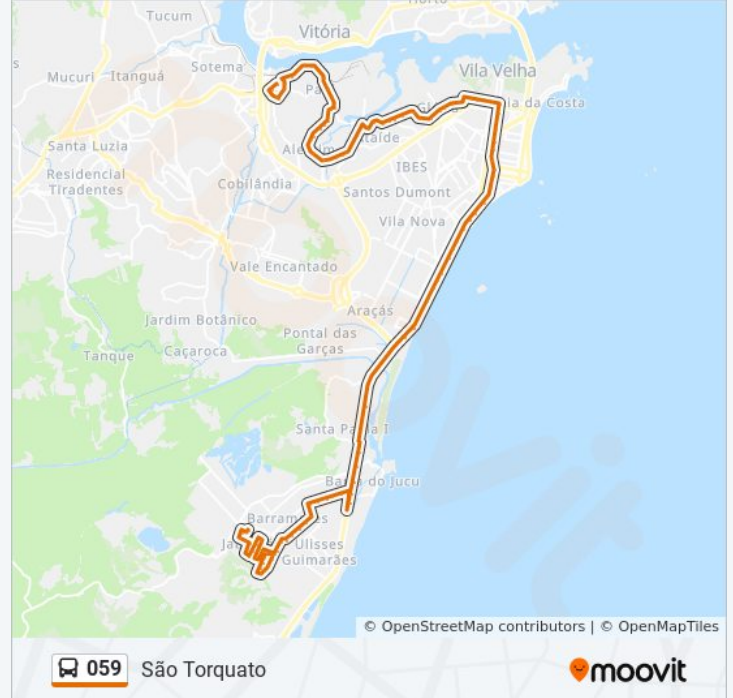 Tucum
Vitória
Sotema
Mucuri
Itanguá
Vila Velha
Santa Luzia
Residencial
Tiradentes
IBES
Cobilândia
Santos Dumont
Vila Nova
Vale Encantado
Araçás
Jardim Botânico
Pontal das
Garças
Tanque
Caçaroca
Santa
do Jucu
Ulisses
Guimarães
© OpenStreetMap contributors | © OpenMapTiles
059 São Torquato
moovit